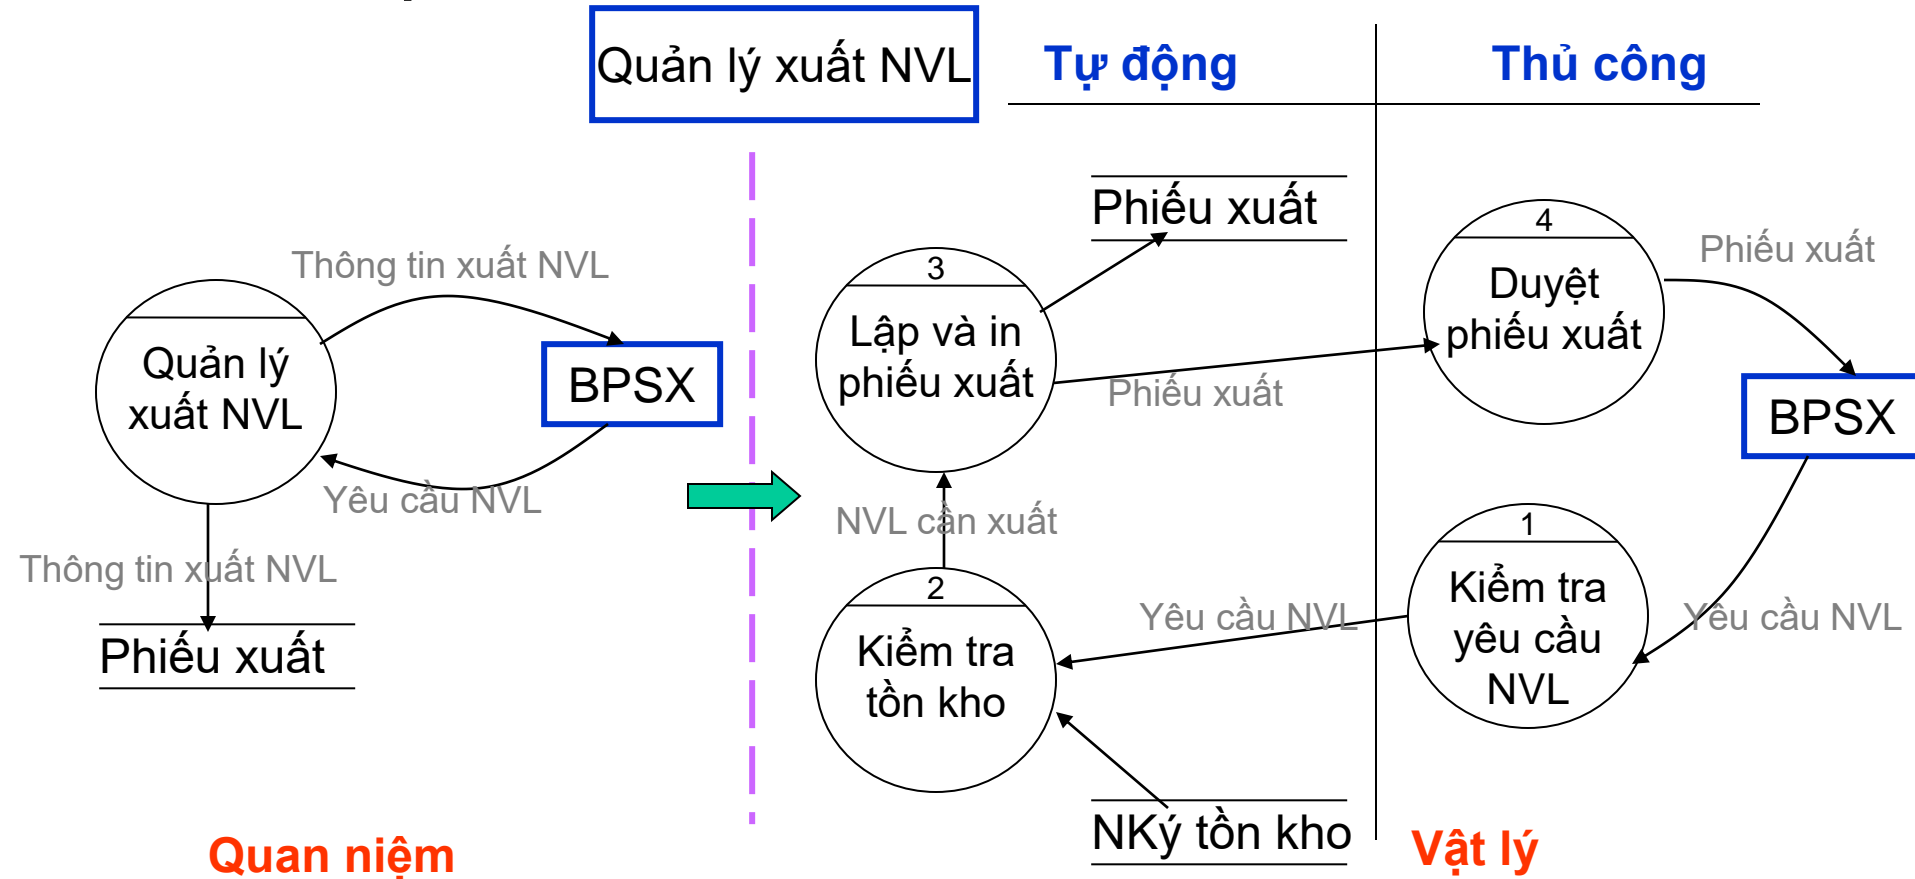 Quản lý xuất NVL
Tự động
Thủ công
Thông tin xuất NVL
Quản lý
xuất NVL
BPSX
Yêu cầu NVL
Thông tin xuất NVL
Phiếu xuất
Quan niệm
Phiếu xuất
3
Lập và in
phiếu xuất
Phiếu xuất
NVL cần xuất
2
Kiểm tra
tồn kho
Yêu cầu NVL
NKý tồn kho
4
Duyệt
phiếu xuất
Phiếu xuất
BPSX
1
Kiểm tra
yêu cầu
NVL
Yêu cầu NVL
Vật lý